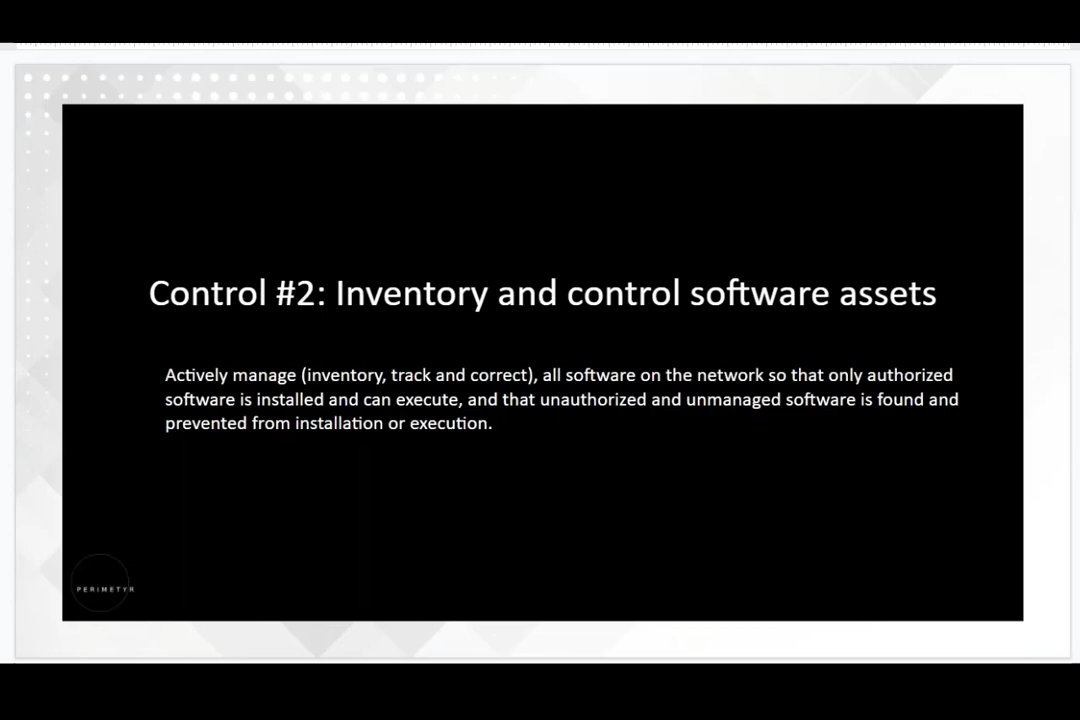 Control #2: Inventory and control software assets
Actively manage (inventory, track and correct), all software on the network so that only authorized
software is installed and can execute, and that unauthorized and unmanaged software is found and
prevented from installation or execution.
PERIMETYR